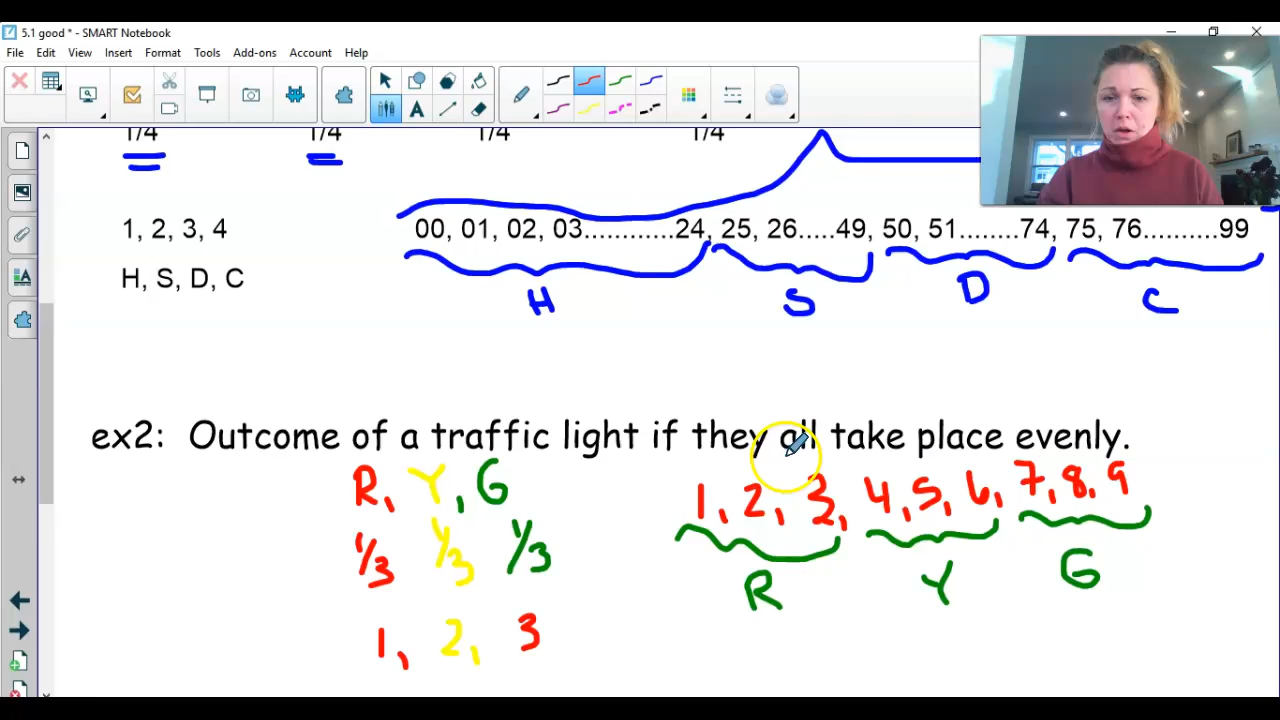 5.1 good * - SMART Notebook
File Edit View Insert Format Tools Add-ons Account Help
1/4 1/4 1/4 1/4
1, 2, 3, 4 00, 01, 02, 03............24, 25, 26.....49, 50, 51........74, 75, 76..........99
H, S, D, C H S D C
ex2: Outcome of a traffic light if they all take place evenly.
R, Y, G 1, 2, 3, 4, 5, 6, 7, 8, 9
1/3 1/3 1/3 R Y G
1, 2, 3